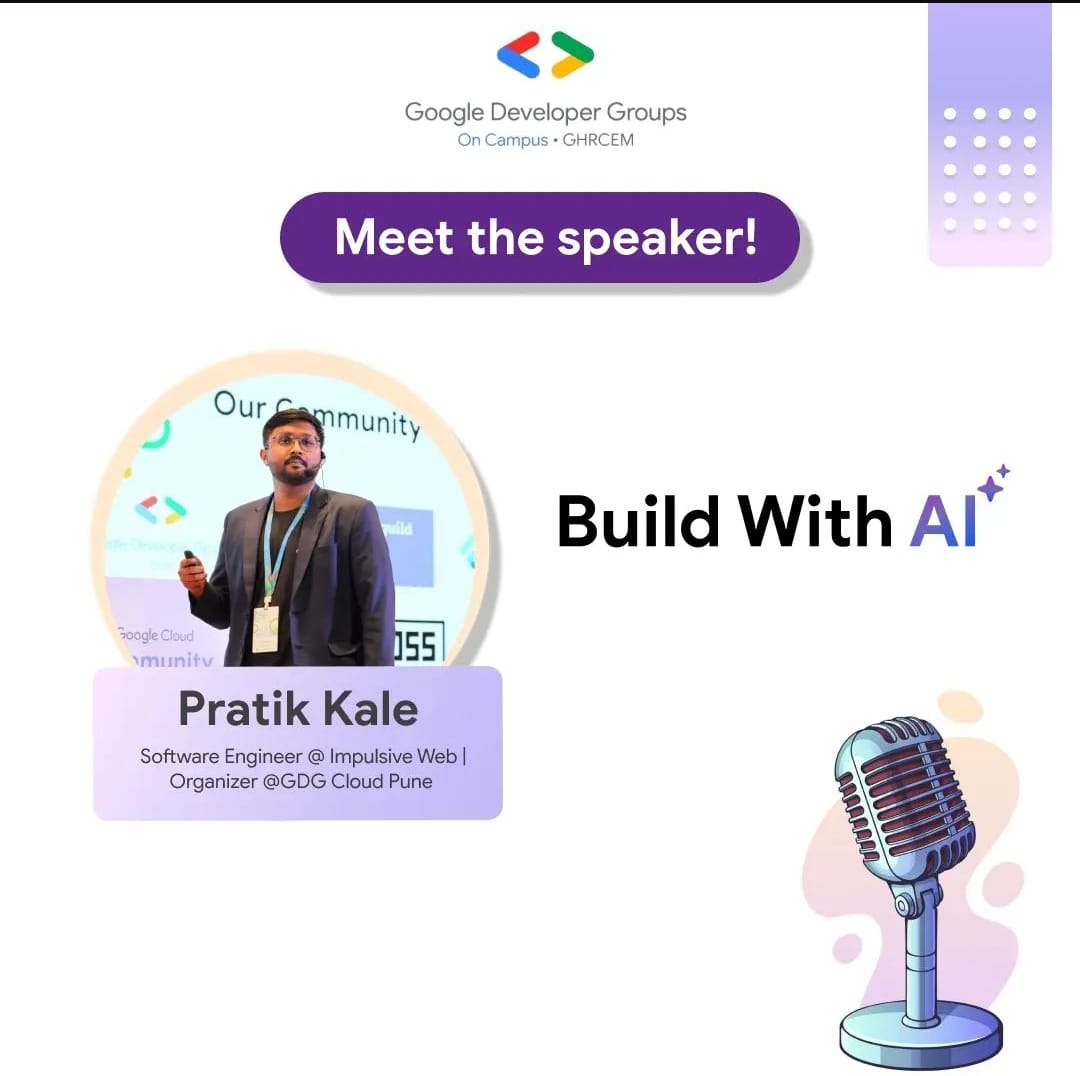 Google Developer Groups
On Campus • GHRCEM
Meet the speaker!
Our Community
Build With AI
Google Cloud
Pratik Kale
Software Engineer @ Impulsive Web |
Organizer @GDG Cloud Pune